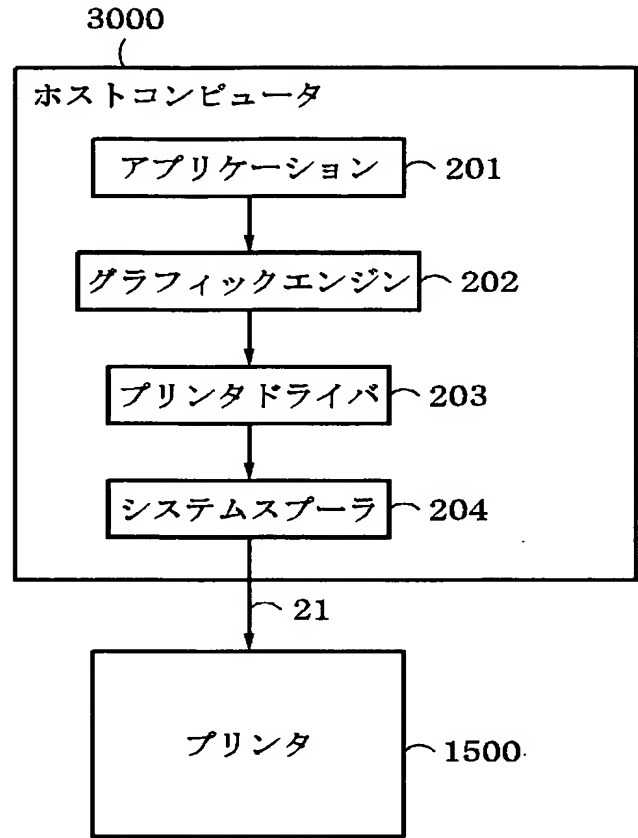 3000
ホストコンピュータ
アプリケーション 201
グラフィックエンジン 202
プリンタドライバ 203
システムスプーラ 204
21
プリンタ 1500